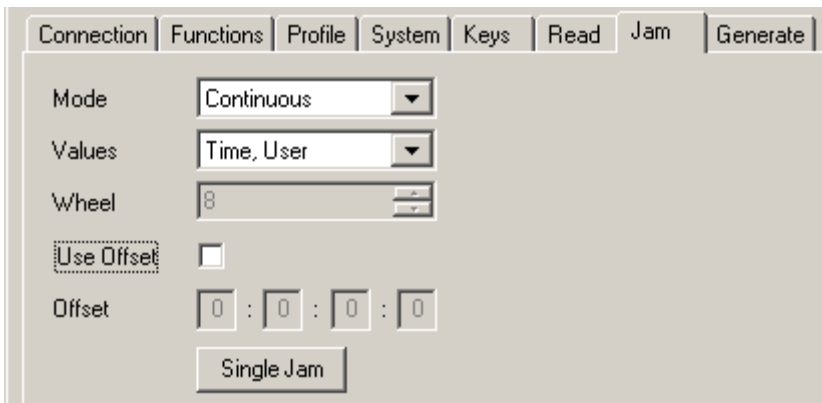 Connection Functions Profile System Keys Read Jam Generate
Mode Continuous
Values Time, User
Wheel 8
Use Offset
Offset 0 : 0 : 0 : 0
Single Jam